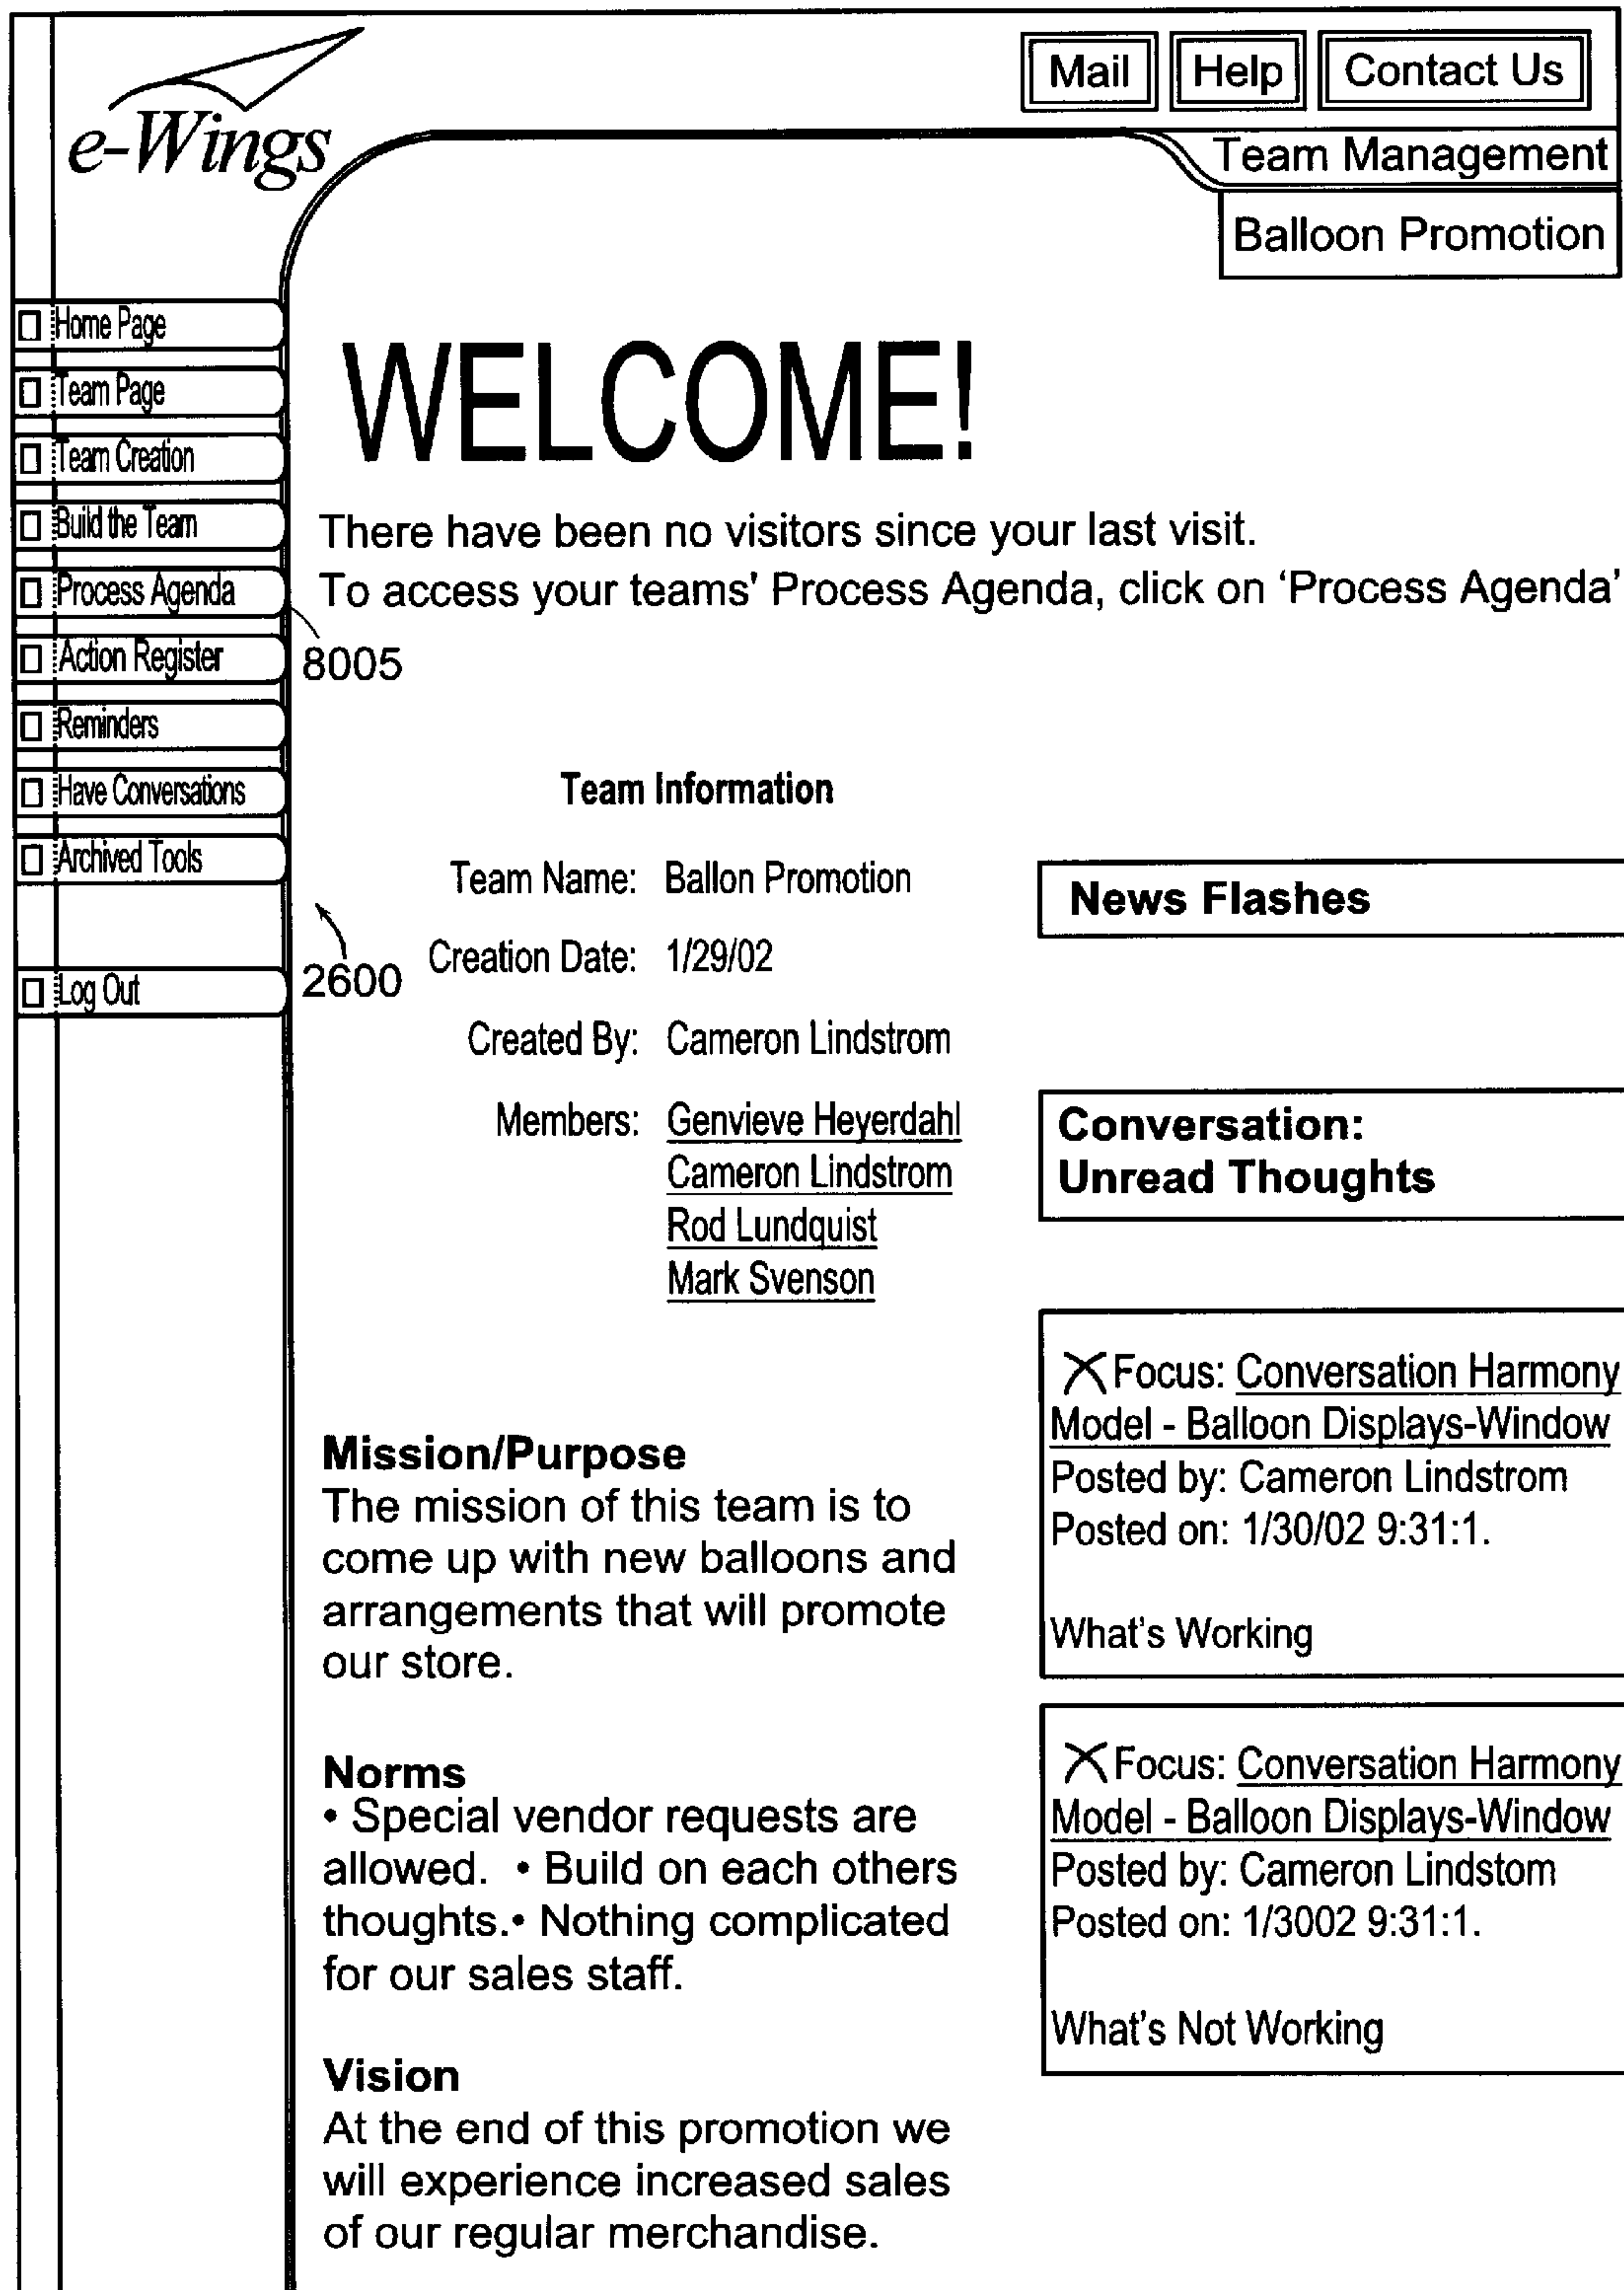 e-Wings
Mail
Help
Contact Us
Team Management
Balloon Promotion
Home Page
Team Page
Team Creation
Build the Team
Process Agenda
Action Register
Reminders
Have Conversations
Archived Tools
Log Out
WELCOME!
There have been no visitors since your last visit.
To access your teams' Process Agenda, click on ‘Process Agenda’
8005
2600
Team Information
Team Name: Ballon Promotion
Creation Date: 1/29/02
Created By: Cameron Lindstrom
Members: Genvieve Heyerdahl
Cameron Lindstrom
Rod Lundquist
Mark Svenson
Mission/Purpose
The mission of this team is to
come up with new balloons and
arrangements that will promote
our store.
Norms
• Special vendor requests are
allowed. • Build on each others
thoughts.• Nothing complicated
for our sales staff.
Vision
At the end of this promotion we
will experience increased sales
of our regular merchandise.
News Flashes
Conversation:
Unread Thoughts
Focus: Conversation Harmony
Model - Balloon Displays-Window
Posted by: Cameron Lindstrom
Posted on: 1/30/02 9:31:1.
What's Working
Focus: Conversation Harmony
Model - Balloon Displays-Window
Posted by: Cameron Lindstom
Posted on: 1/3002 9:31:1.
What's Not Working